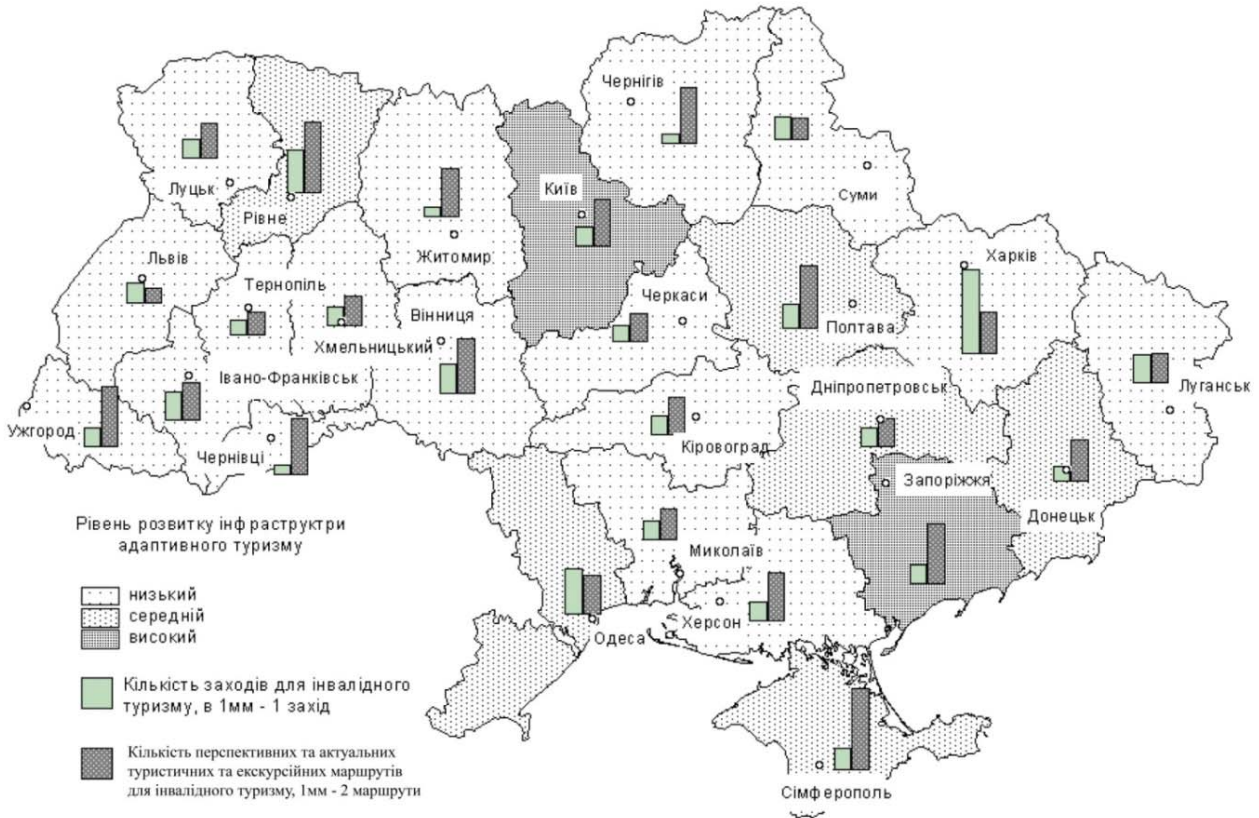 Чернігів
Суми
Луцьк
Рівне
Київ
Житомир
Львів
Тернопіль
Хмельницький
Вінниця
Черкаси
Полтава
Харків
Луганськ
Івано-Франківськ
Ужгород
Чернівці
Дніпропетровськ
Кіровоград
Запоріжжя
Донецьк
Миколаїв
Херсон
Одеса
Сімферополь
Рівень розвитку інфраструктри
адаптивного туризму
низький
середній
високий
Кількість заходів для інвалідного
туризму, в 1мм - 1 захід
Кількість перспективних та актуальних
туристичних та екскурсійних маршрутів
для інвалідного туризму, 1мм - 2 маршрути